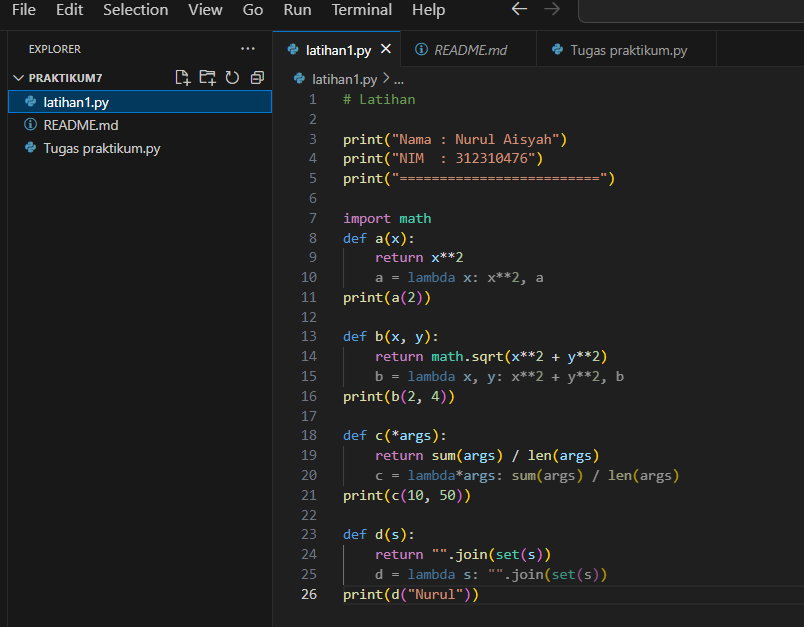 File Edit Selection View Go Run Terminal Help
EXPLORER
PRAKTIKUM7
latihan1.py
README.md
Tugas praktikum.py
latihan1.py README.md Tugas praktikum.py
latihan1.py > ...
1 # Latihan
2
3 print("Nama : Nurul Aisyah")
4 print("NIM  : 312310476")
5 print("=========================")
6
7 import math
8 def a(x):
9     return x**2
10     a = lambda x: x**2, a
11 print(a(2))
12
13 def b(x, y):
14     return math.sqrt(x**2 + y**2)
15     b = lambda x, y: x**2 + y**2, b
16 print(b(2, 4))
17
18 def c(*args):
19     return sum(args) / len(args)
20     c = lambda*args: sum(args) / len(args)
21 print(c(10, 50))
22
23 def d(s):
24     return "".join(set(s))
25     d = lambda s: "".join(set(s))
26 print(d("Nurul"))